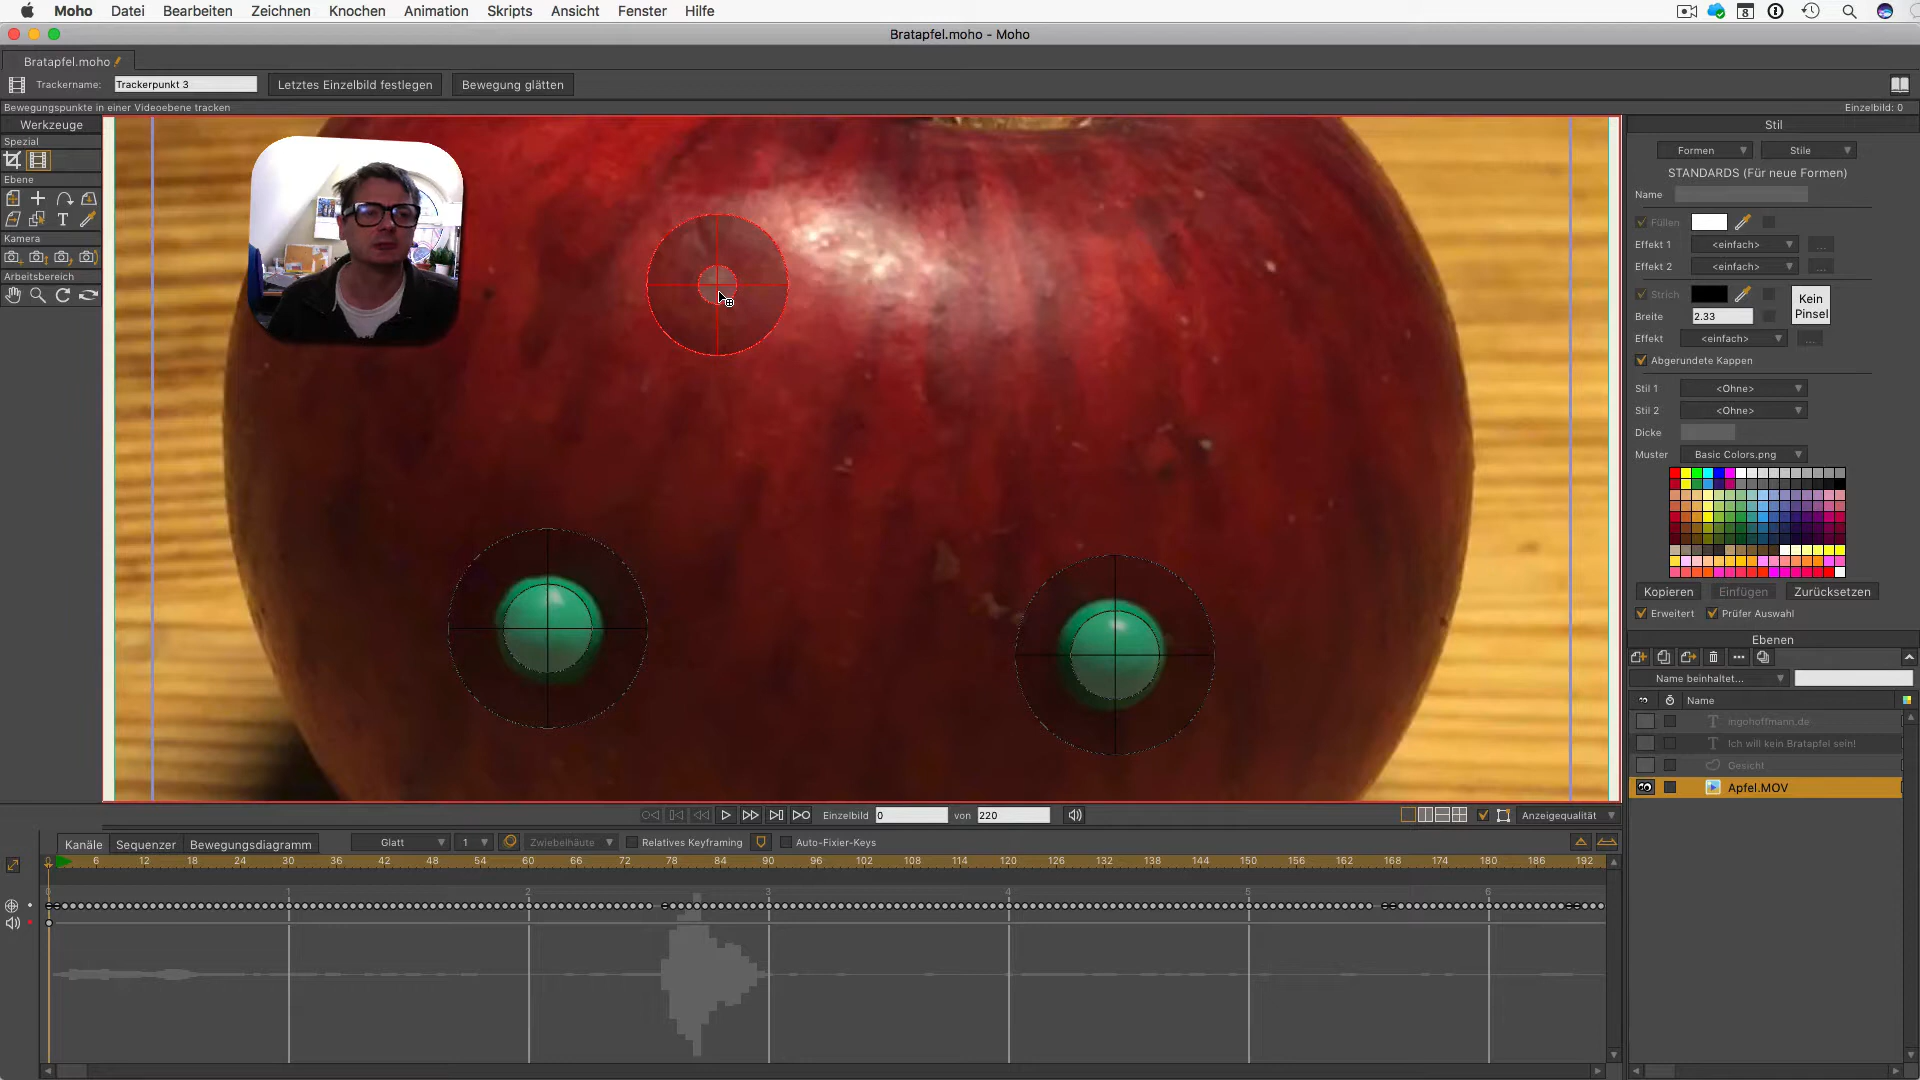 Moho Datei Bearbeiten Zeichnen Knochen Animation Skripts Ansicht Fenster Hilfe
Bratapfel.moho - Moho
Bratapfel.moho
Trackername: Trackerpunkt 3 Letztes Einzelbild festlegen Bewegung glätten
Bewegungspunkte in einer Videoebene tracken Einzelbild: 0
Werkzeuge
Spezial
Ebene
Kamera
Arbeitsbereich
Stil
Formen Stile
STANDARDS (Für neue Formen)
Name
Füllen
Effekt 1 <einfach> ...
Effekt 2 <einfach> ...
Strich
Kein Pinsel
Breite 2.33
Effekt <einfach> ...
Abgerundete Kappen
Stil 1 <Ohne>
Stil 2 <Ohne>
Dicke
Muster Basic Colors.png
Kopieren Einfügen Zurücksetzen
Erweitert Prüfer Auswahl
Ebenen
Name beinhaltet...
Name
ingohoffmann.de
Ich will kein Bratapfel sein!
Gesicht
Apfel.MOV
Einzelbild 0 von 220 Anzeigequalität
Kanäle Sequenzer Bewegungsdiagramm Glatt 1 Zwiebelhäute Relatives Keyframing Auto-Fixier-Keys
6 12 18 24 30 36 42 48 54 60 66 72 78 84 90 96 102 108 114 120 126 132 138 144 150 156 162 168 174 180 186 192
0 1 2 3 4 5 6